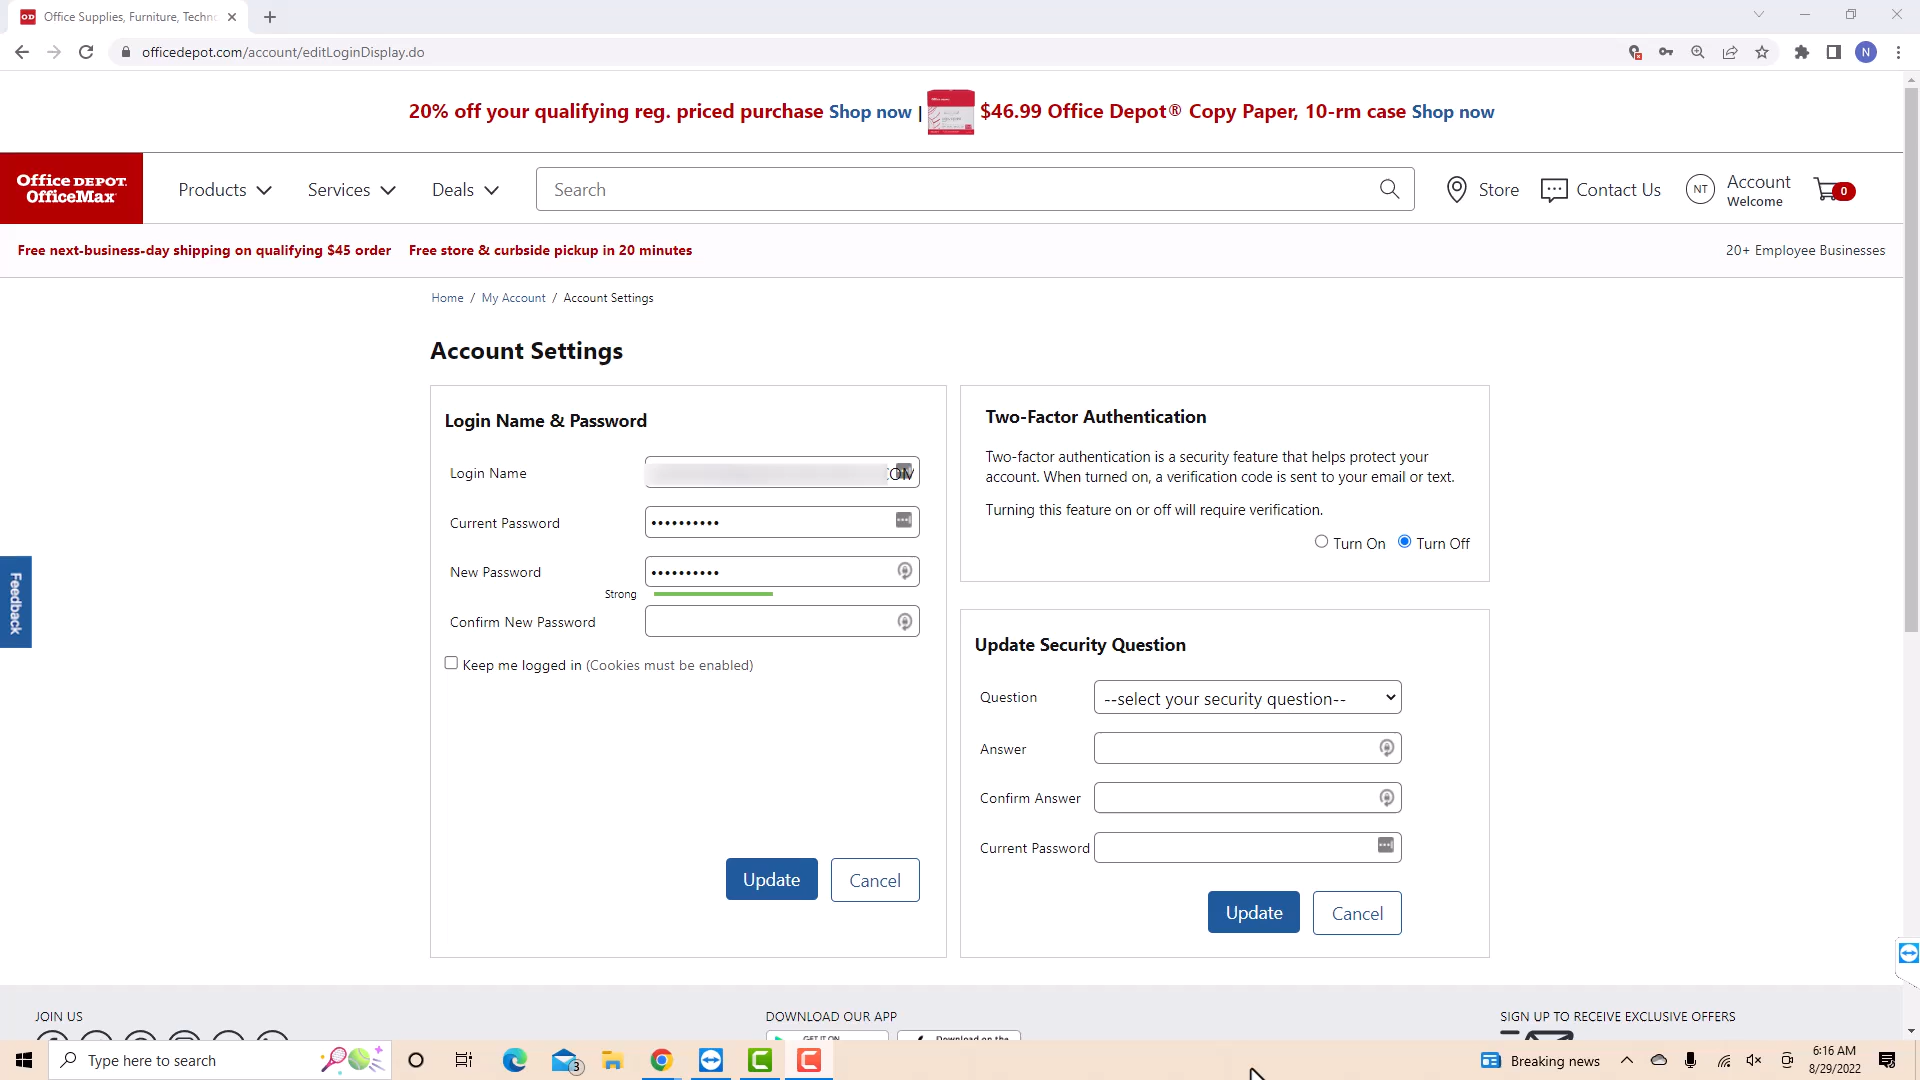 Office Supplies, Furniture, Techn
officedepot.com/account/editLoginDisplay.do
N
20% off your qualifying reg. priced purchase Shop now | $46.99 Office Depot® Copy Paper, 10-rm case Shop now
Office DEPOT.
OfficeMax
Products
Services
Deals
Search
Store
Contact Us
NT
Account
Welcome
0
Free next-business-day shipping on qualifying $45 order
Free store & curbside pickup in 20 minutes
20+ Employee Businesses
Home / My Account / Account Settings
Account Settings
Login Name & Password
Login Name
Current Password
••••••••••
New Password
••••••••••
Strong
Confirm New Password
Keep me logged in (Cookies must be enabled)
Update
Cancel
Two-Factor Authentication
Two-factor authentication is a security feature that helps protect your
account. When turned on, a verification code is sent to your email or text.
Turning this feature on or off will require verification.
Turn On
Turn Off
Update Security Question
Question
--select your security question--
Answer
Confirm Answer
Current Password
Update
Cancel
Feedback
JOIN US
DOWNLOAD OUR APP
GET IT ON
Download on the
SIGN UP TO RECEIVE EXCLUSIVE OFFERS
Type here to search
3
Breaking news
6:16 AM
8/29/2022